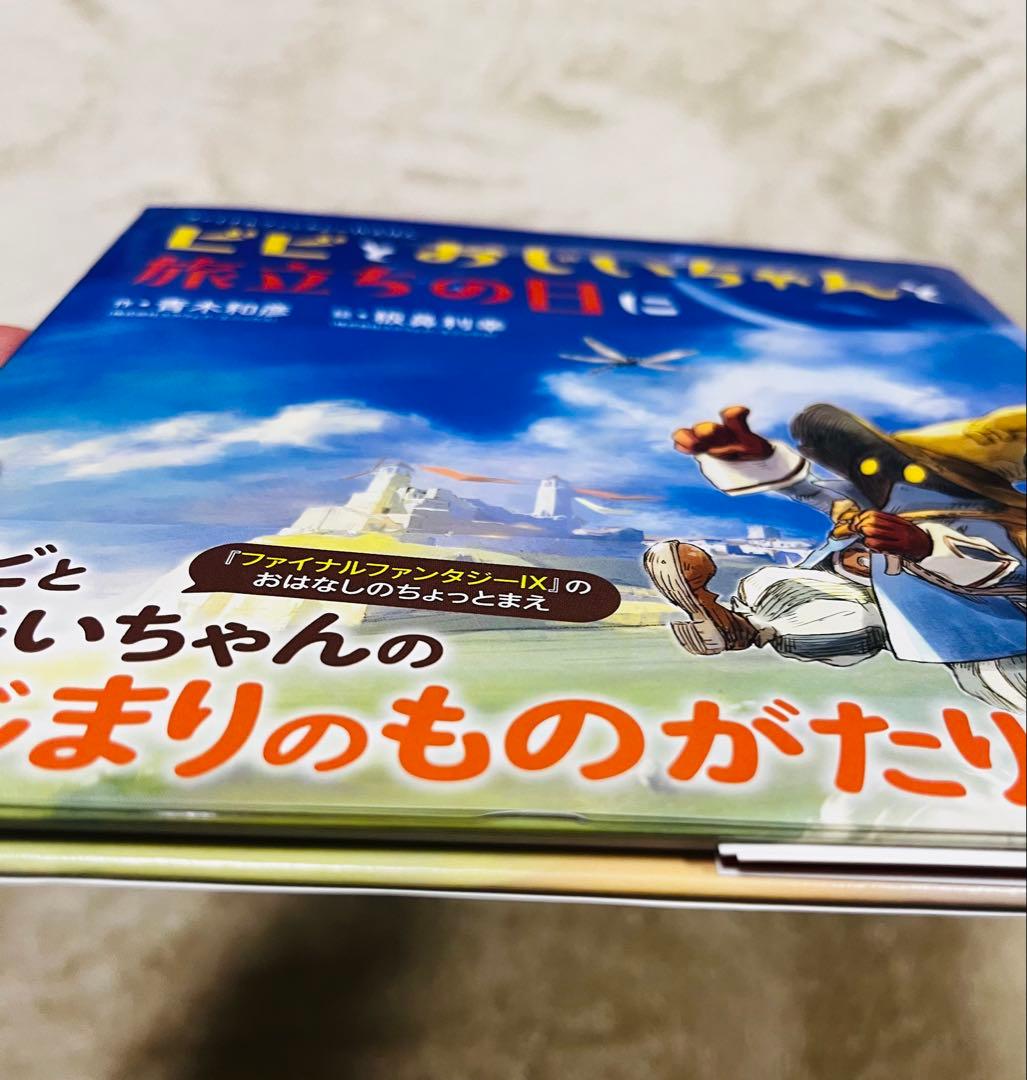 ビビとおじいちゃんと
旅立ちの日に
作・青木和彦 絵・板鼻利幸
『ファイナルファンタジーIX』の
おはなしのちょっとまえ
ビと
じいちゃんの
じまりのものがたり